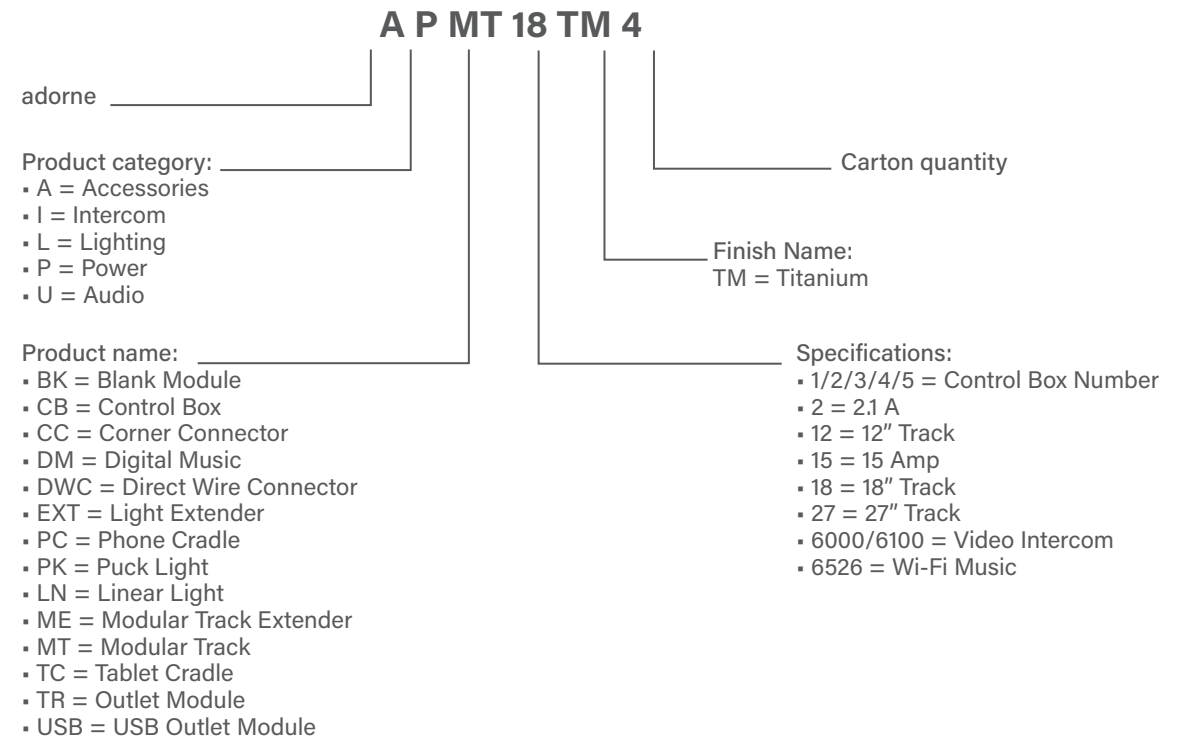 A P MT 18 TM 4
adorne
Product category:
▪ A = Accessories
▪ I = Intercom
▪ L = Lighting
▪ P = Power
▪ U = Audio
Carton quantity
Finish Name:
TM = Titanium
Product name:
▪ BK = Blank Module
▪ CB = Control Box
▪ CC = Corner Connector
▪ DM = Digital Music
▪ DWC = Direct Wire Connector
▪ EXT = Light Extender
▪ PC = Phone Cradle
▪ PK = Puck Light
▪ LN = Linear Light
▪ ME = Modular Track Extender
▪ MT = Modular Track
▪ TC = Tablet Cradle
▪ TR = Outlet Module
▪ USB = USB Outlet Module
Specifications:
▪ 1/2/3/4/5 = Control Box Number
▪ 2 = 2.1 A
▪ 12 = 12" Track
▪ 15 = 15 Amp
▪ 18 = 18" Track
▪ 27 = 27" Track
▪ 6000/6100 = Video Intercom
▪ 6526 = Wi-Fi Music